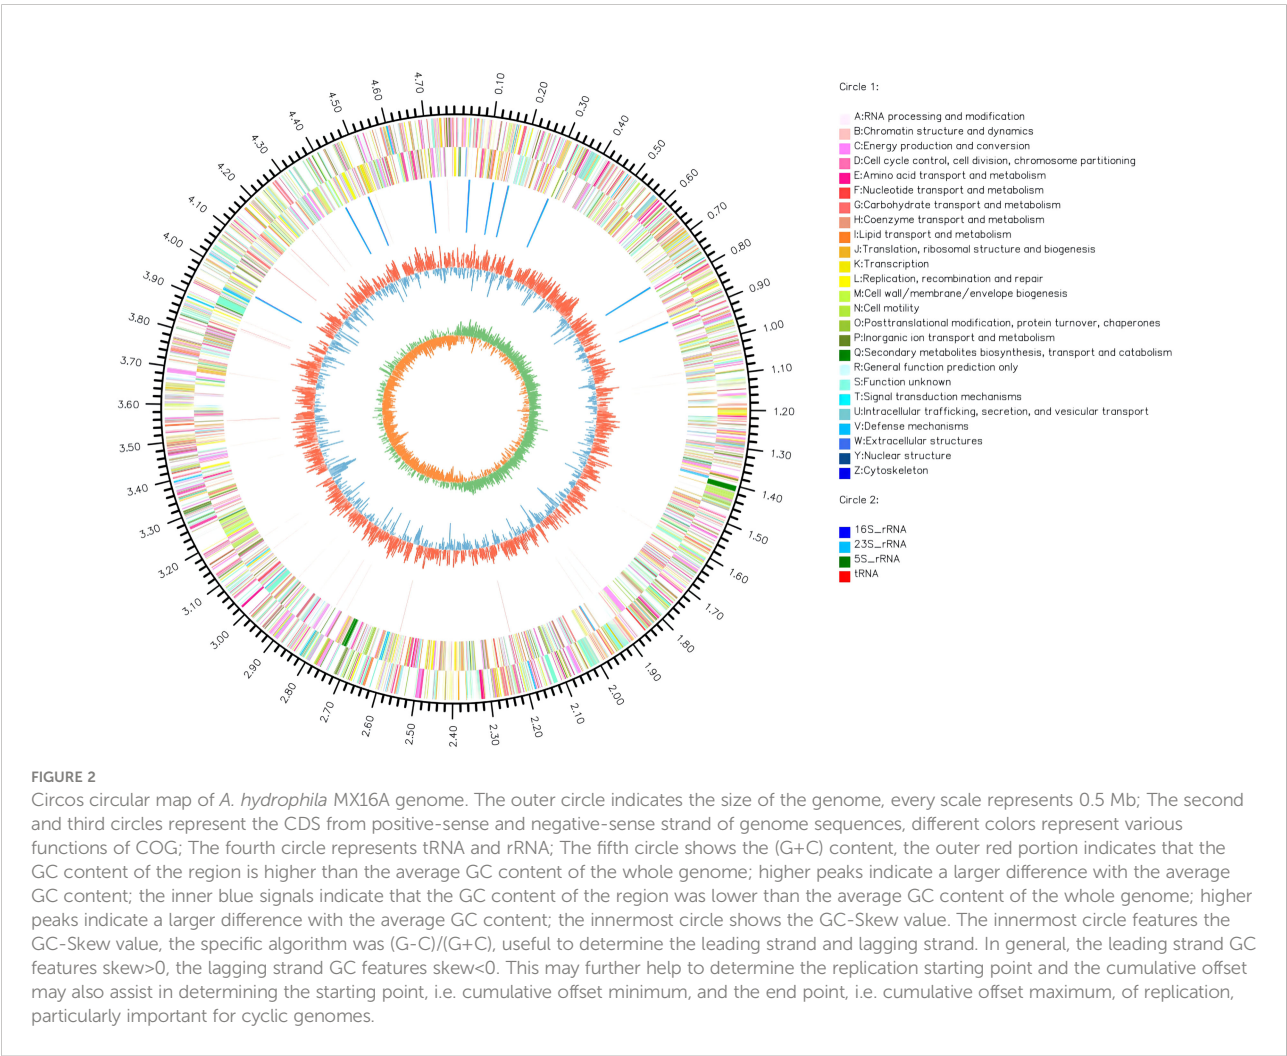 4.70
0.10
4.60
0.20
4.50
0.30
4.40
0.40
4.30
0.50
4.20
0.60
4.10
0.70
4.00
0.80
3.90
0.90
3.80
1.00
3.70
1.10
3.60
1.20
3.50
1.30
3.40
1.40
3.30
1.50
3.20
1.60
3.10
1.70
3.00
1.80
2.90
1.90
2.80
2.00
2.70
2.10
2.60
2.20
2.50
2.30
2.40
Circle 1:
A:RNA processing and modification
B:Chromatin structure and dynamics
C:Energy production and conversion
D:Cell cycle control, cell division, chromosome partitioning
E:Amino acid transport and metabolism
F:Nucleotide transport and metabolism
G:Carbohydrate transport and metabolism
H:Coenzyme transport and metabolism
I:Lipid transport and metabolism
J:Translation, ribosomal structure and biogenesis
K:Transcription
L:Replication, recombination and repair
M:Cell wall/membrane/envelope biogenesis
N:Cell motility
O:Posttranslational modification, protein turnover, chaperones
P:Inorganic ion transport and metabolism
Q:Secondary metabolites biosynthesis, transport and catabolism
R:General function prediction only
S:Function unknown
T:Signal transduction mechanisms
U:Intracellular trafficking, secretion, and vesicular transport
V:Defense mechanisms
W:Extracellular structures
Y:Nuclear structure
Z:Cytoskeleton
Circle 2:
16S_rRNA
23S_rRNA
5S_rRNA
tRNA
FIGURE 2
Circos circular map of A. hydrophila MX16A genome. The outer circle indicates the size of the genome, every scale represents 0.5 Mb; The second
and third circles represent the CDS from positive-sense and negative-sense strand of genome sequences, different colors represent various
functions of COG; The fourth circle represents tRNA and rRNA; The fifth circle shows the (G+C) content, the outer red portion indicates that the
GC content of the region is higher than the average GC content of the whole genome; higher peaks indicate a larger difference with the average
GC content; the inner blue signals indicate that the GC content of the region was lower than the average GC content of the whole genome; higher
peaks indicate a larger difference with the average GC content; the innermost circle shows the GC-Skew value. The innermost circle features the
GC-Skew value, the specific algorithm was (G-C)/(G+C), useful to determine the leading strand and lagging strand. In general, the leading strand GC
features skew>0, the lagging strand GC features skew<0. This may further help to determine the replication starting point and the cumulative offset
may also assist in determining the starting point, i.e. cumulative offset minimum, and the end point, i.e. cumulative offset maximum, of replication,
particularly important for cyclic genomes.